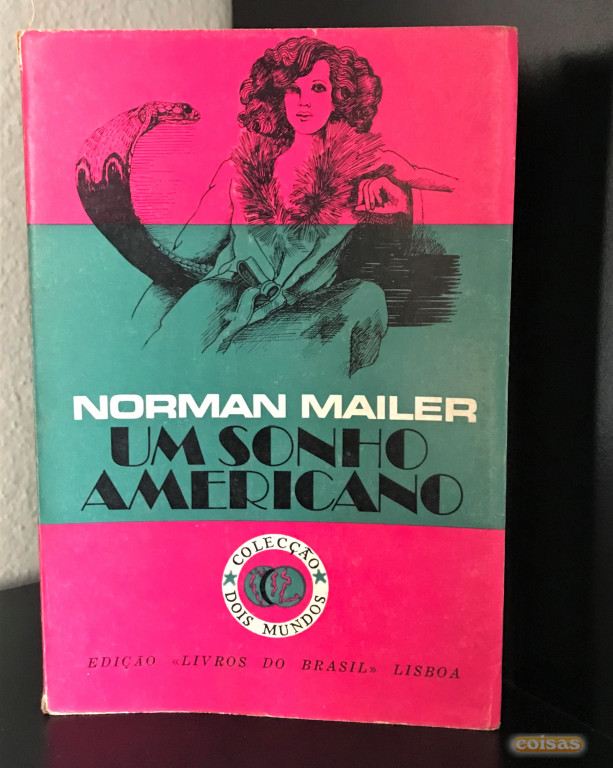 NORMAN MAILER
UM SONHO
AMERICANO
COLECÇÃO
DOIS MUNDOS
EDIÇÃO «LIVROS DO BRASIL» LISBOA
coisas